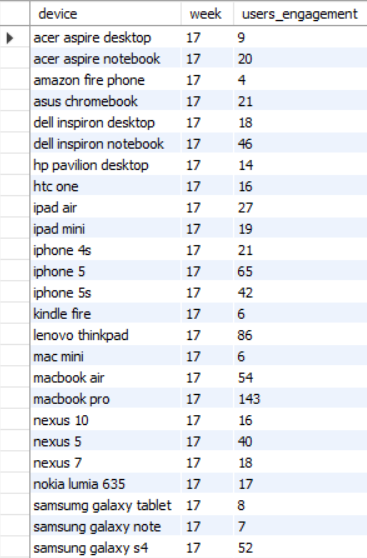 device week users_engagement
acer aspire desktop 17 9
acer aspire notebook 17 20
amazon fire phone 17 4
asus chromebook 17 21
dell inspiron desktop 17 18
dell inspiron notebook 17 46
hp pavilion desktop 17 14
htc one 17 16
ipad air 17 27
ipad mini 17 19
iphone 4s 17 21
iphone 5 17 65
iphone 5s 17 42
kindle fire 17 6
lenovo thinkpad 17 86
mac mini 17 6
macbook air 17 54
macbook pro 17 143
nexus 10 17 16
nexus 5 17 40
nexus 7 17 18
nokia lumia 635 17 17
samsumg galaxy tablet 17 8
samsung galaxy note 17 7
samsung galaxy s4 17 52